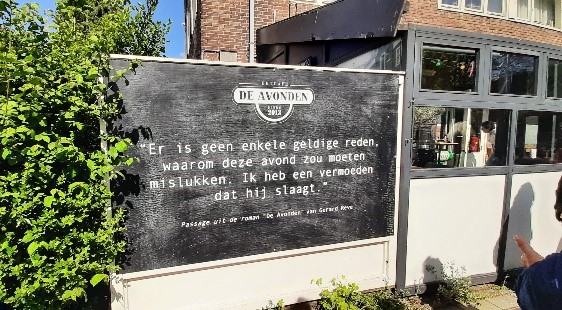 DE AVONDEN
SINDS
2013
"Er is geen enkele geldige reden,
waarom deze avond zou moeten
mislukken. Ik heb een vermoeden
dat hij slaagt."
Passage uit de roman "De Avonden" van Gerard Reve